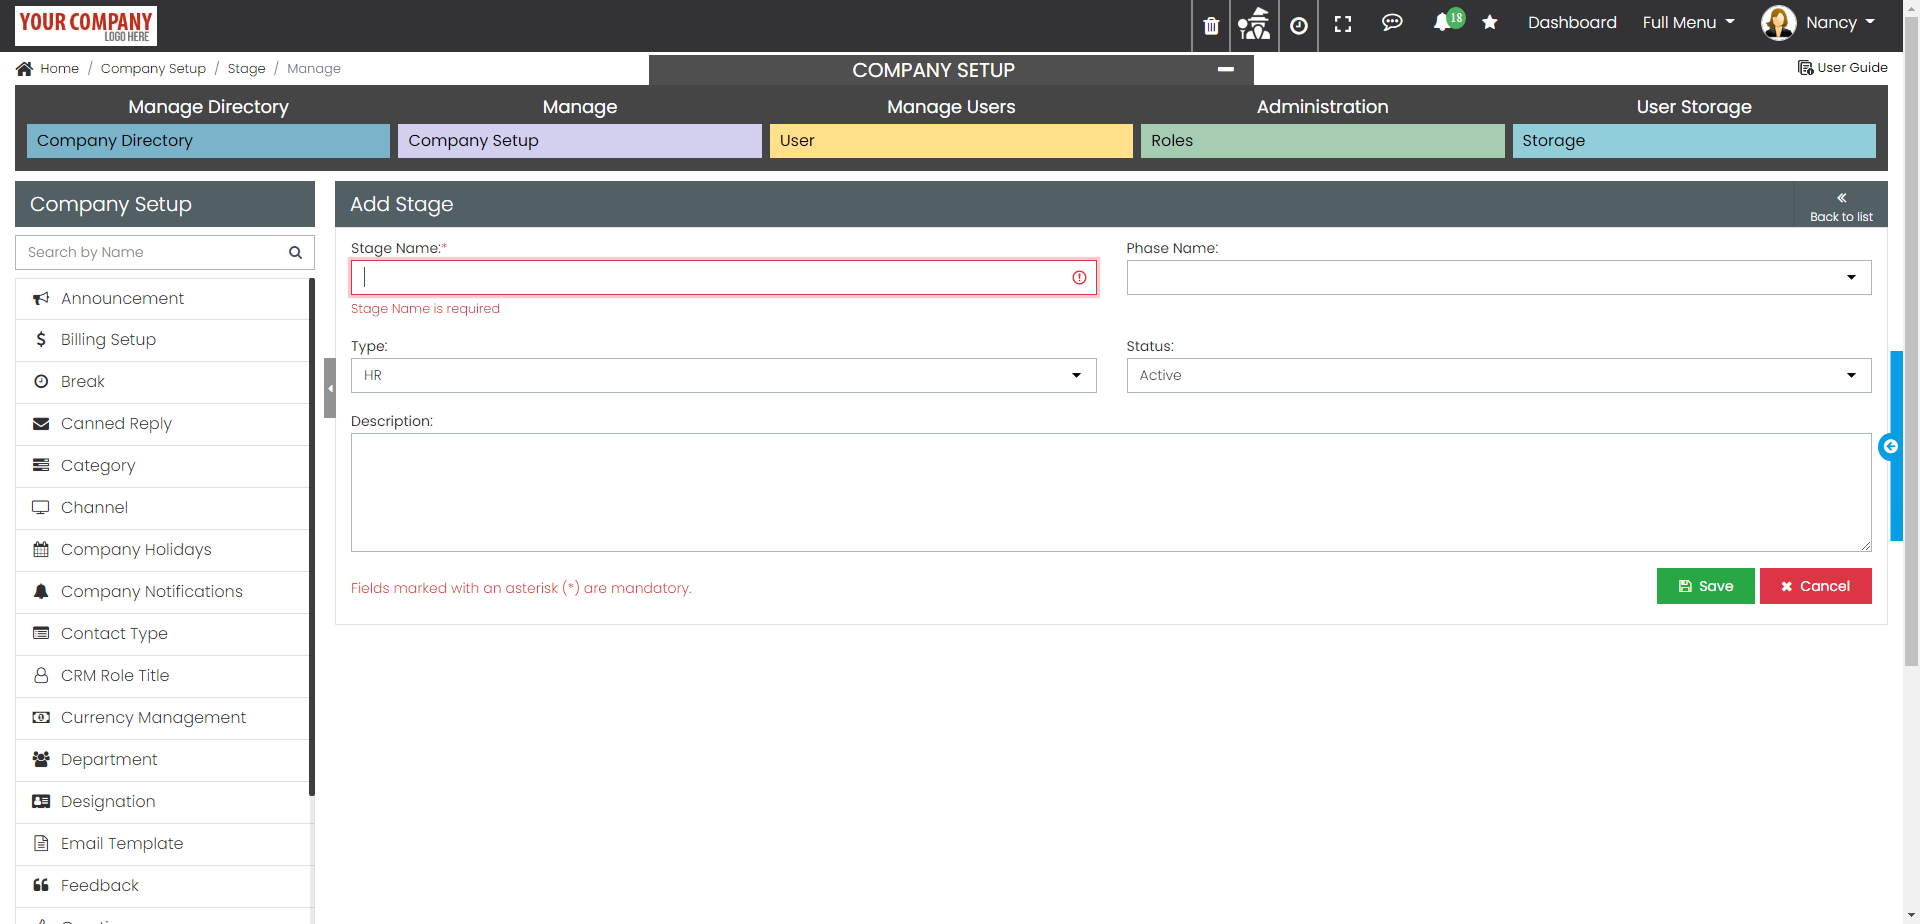 YOUR COMPANY
LOGO HERE
18
Dashboard
Full Menu
Nancy
Home / Company Setup / Stage / Manage
COMPANY SETUP
User Guide
Manage Directory
Manage
Manage Users
Administration
User Storage
Company Directory
Company Setup
User
Roles
Storage
Company Setup
Search by Name
Announcement
Billing Setup
Break
Canned Reply
Category
Channel
Company Holidays
Company Notifications
Contact Type
CRM Role Title
Currency Management
Department
Designation
Email Template
Feedback
Add Stage
Back to list
Stage Name:*
Stage Name is required
Phase Name:
Type:
HR
Status:
Active
Description:
Fields marked with an asterisk (*) are mandatory.
Save
Cancel